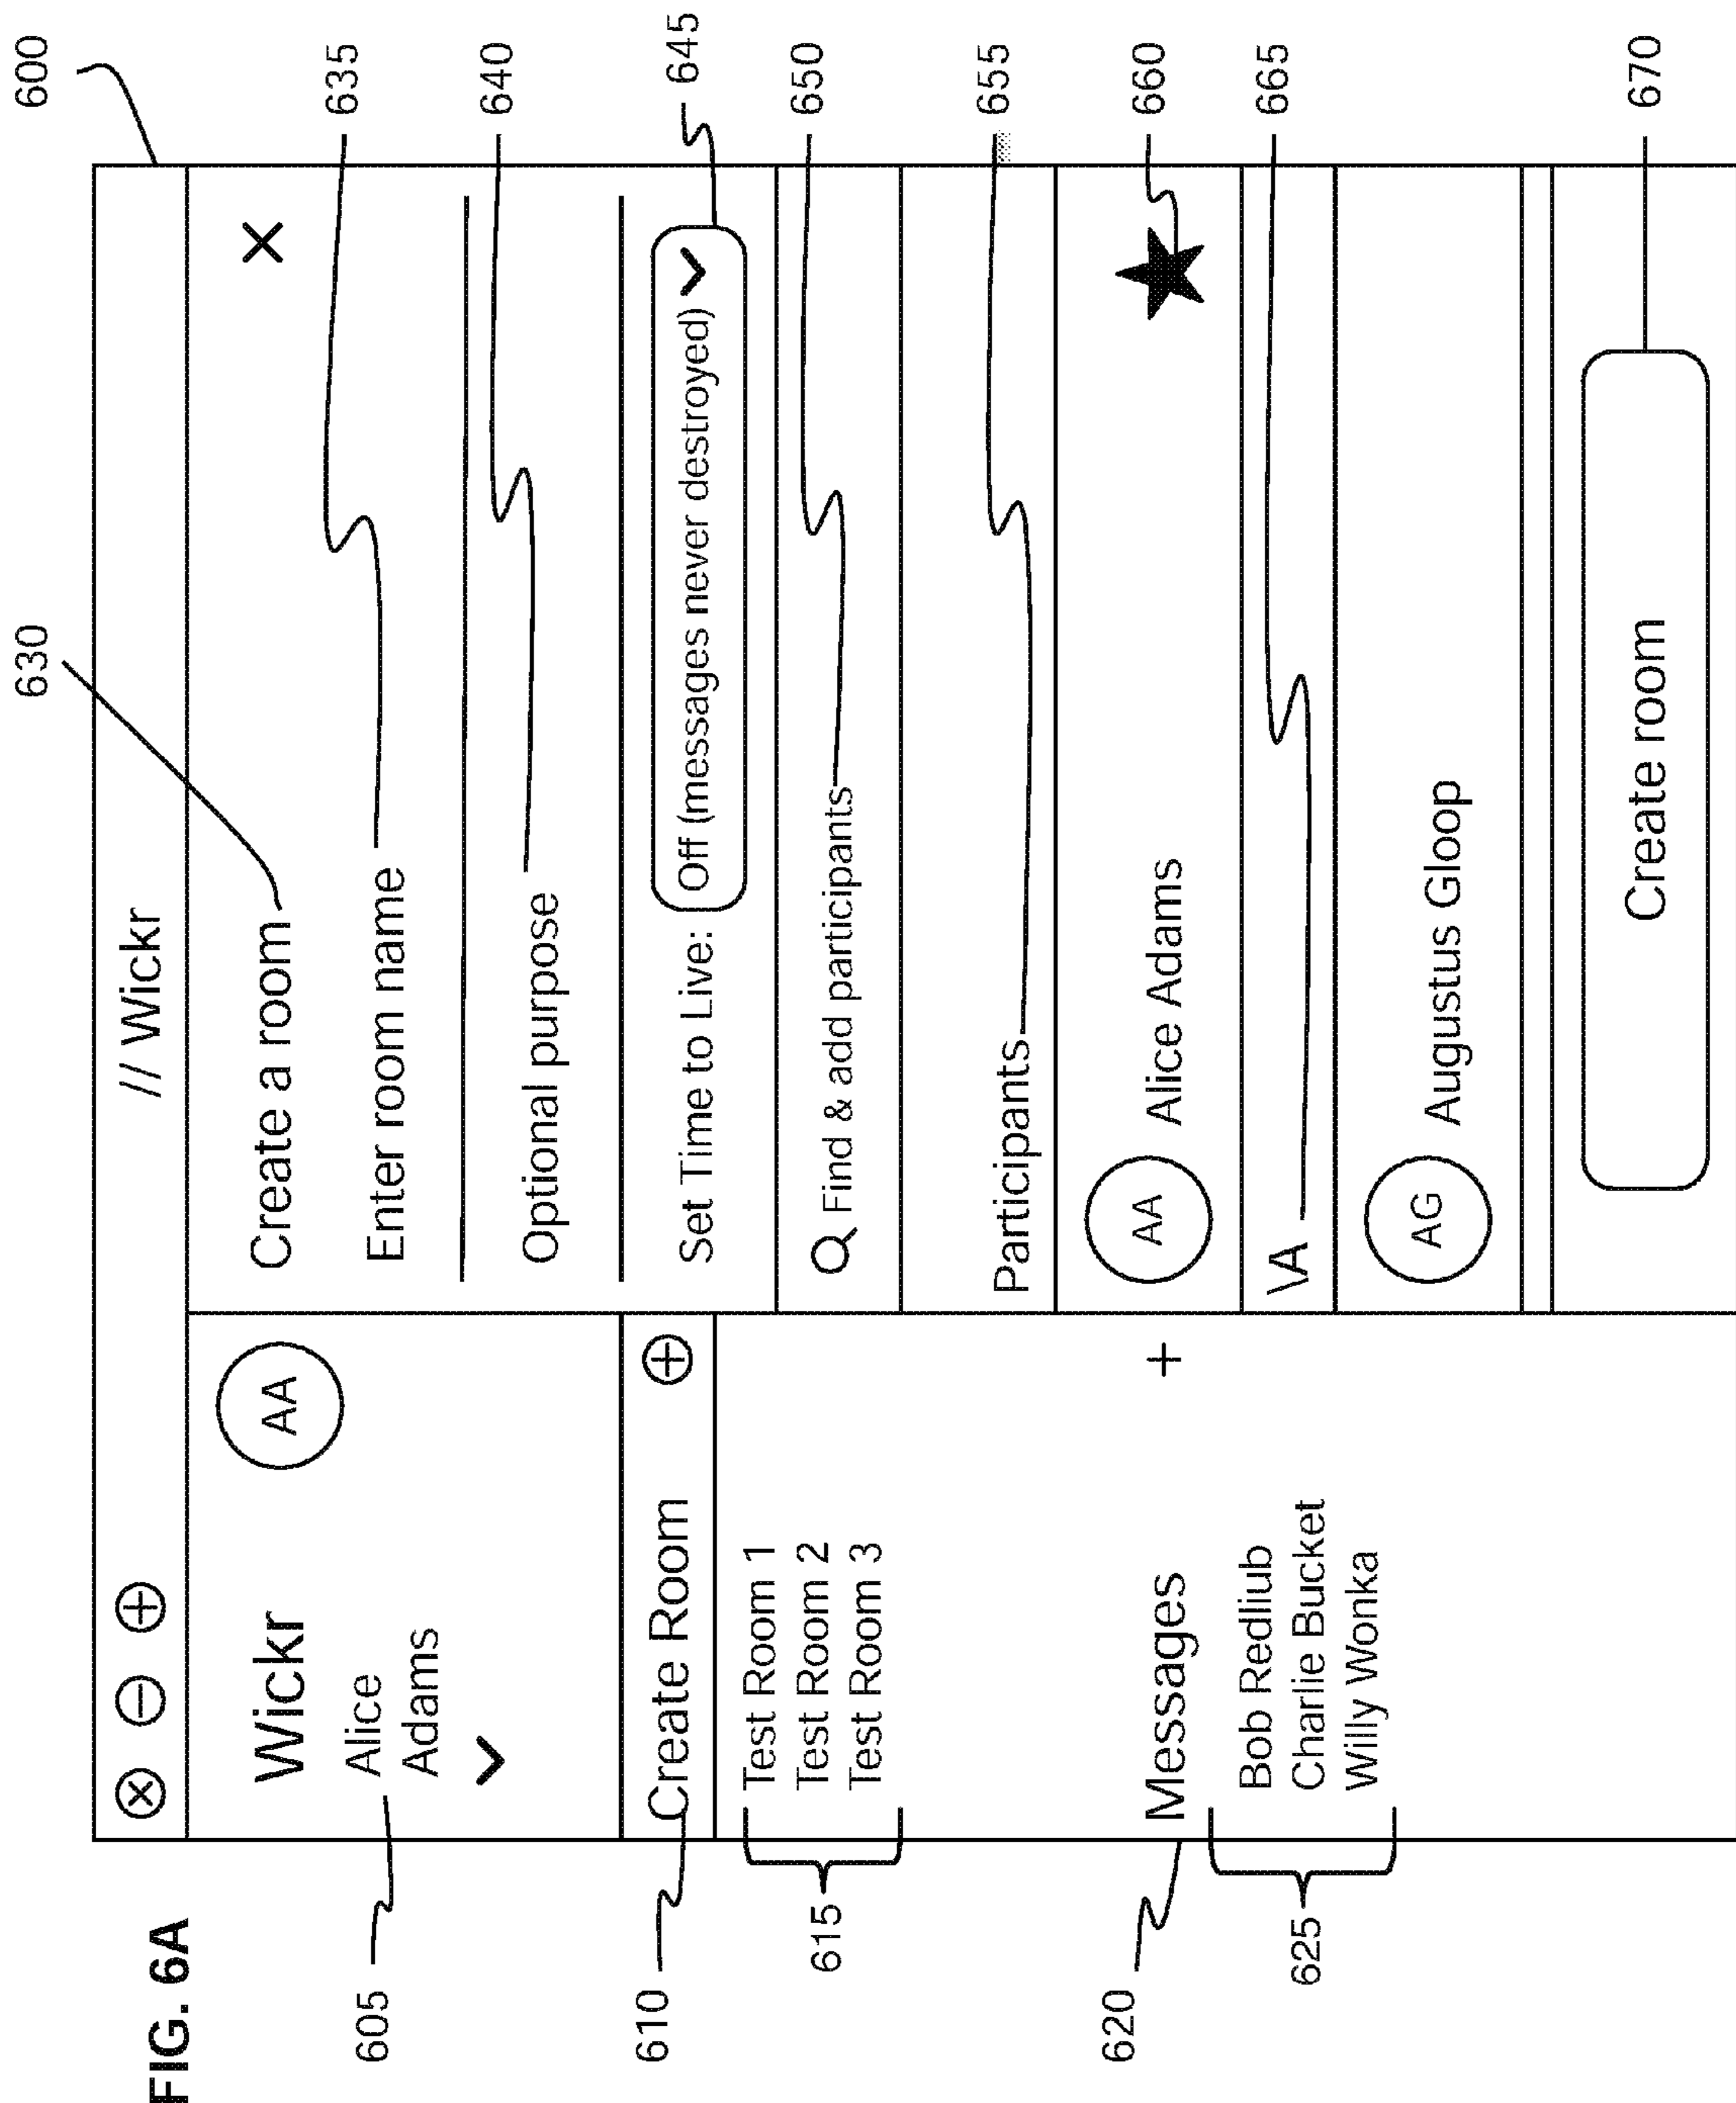 FIG. 6A
600
// Wickr
Wickr
Alice
Adams
AA
605
Create Room
610
Test Room 1
Test Room 2
Test Room 3
615
Messages
+
620
Bob Redliub
Charlie Bucket
Willy Wonka
625
630
Create a room
×
Enter room name
635
Optional purpose
640
Set Time to Live: Off (messages never destroyed)
645
Find & add participants
650
Participants
655
AA Alice Adams
660
\A
665
AG Augustus Gloop
Create room
670